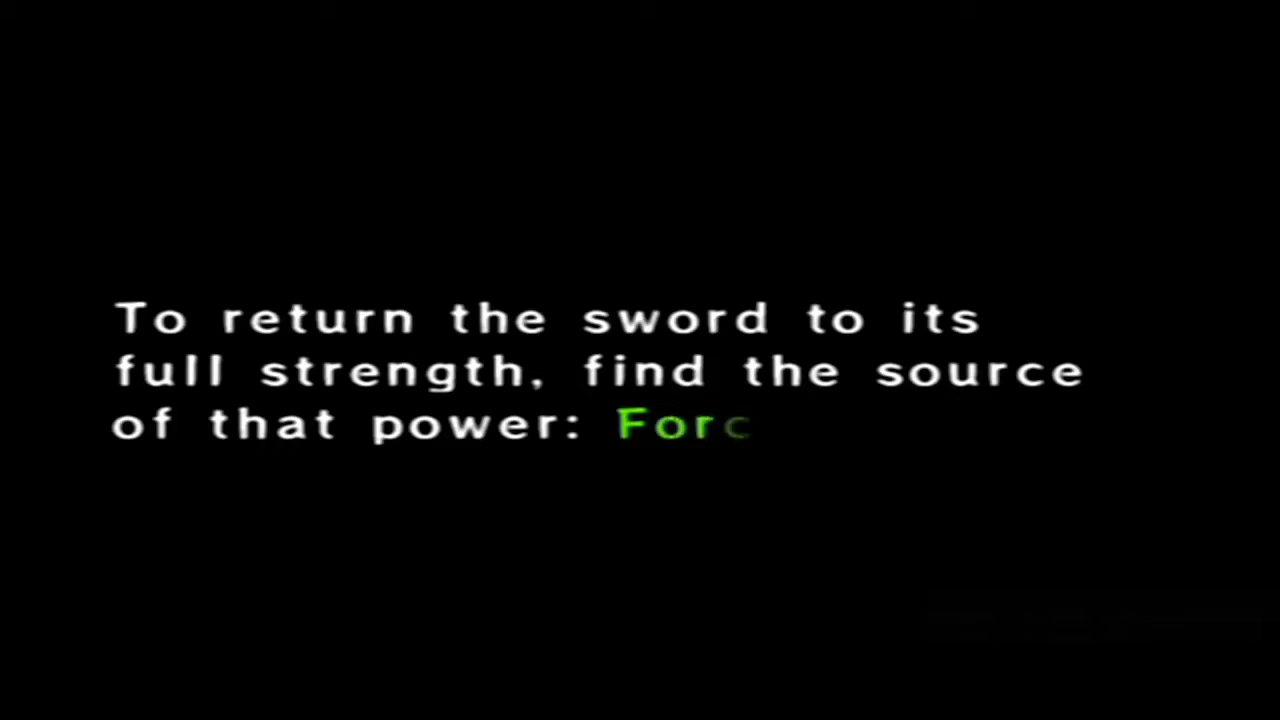 To return the sword to its
full strength, find the source
of that power: Forc